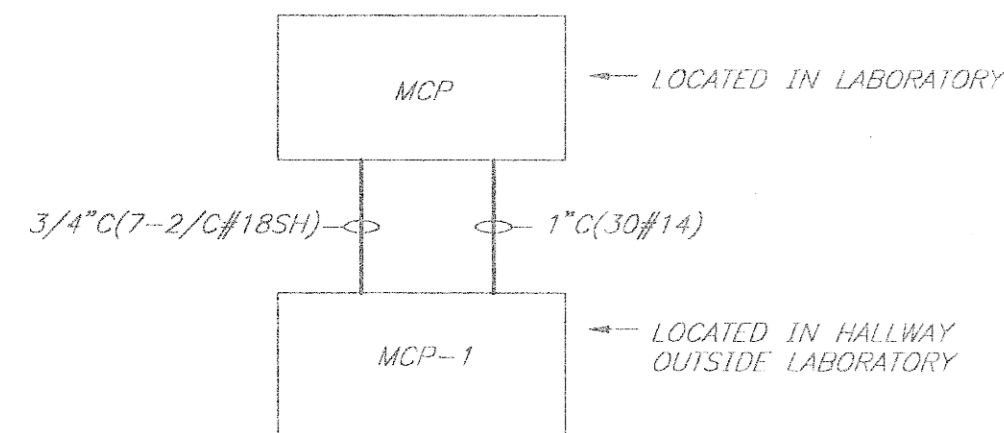 MCP
LOCATED IN LABORATORY
3/4"C(7-2/C#18SH)
1"C(30#14)
MCP-1
LOCATED IN HALLWAY
OUTSIDE LABORATORY